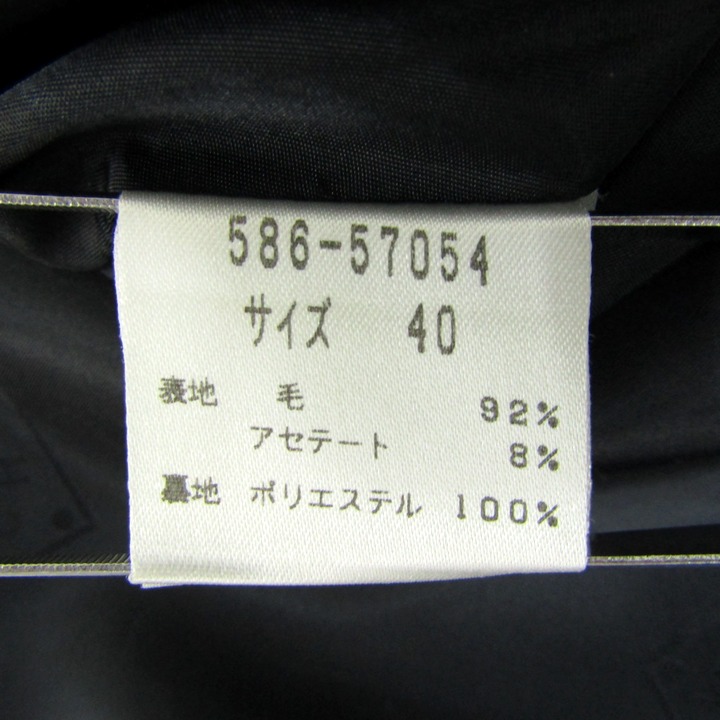 586-57054
サイズ 40
表地 毛 92%
アセテート 8%
裏地 ポリエステル 100%